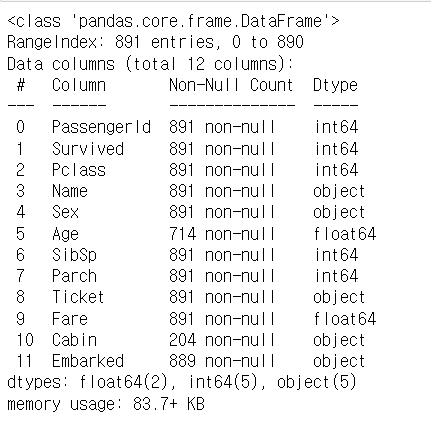 <class 'pandas.core.frame.DataFrame'>
RangeIndex: 891 entries, 0 to 890
Data columns (total 12 columns):
 #   Column       Non-Null Count  Dtype
---  ------       --------------  -----
 0   PassengerId  891 non-null    int64
 1   Survived     891 non-null    int64
 2   Pclass       891 non-null    int64
 3   Name         891 non-null    object
 4   Sex          891 non-null    object
 5   Age          714 non-null    float64
 6   SibSp        891 non-null    int64
 7   Parch        891 non-null    int64
 8   Ticket       891 non-null    object
 9   Fare         891 non-null    float64
 10  Cabin        204 non-null    object
 11  Embarked     889 non-null    object
dtypes: float64(2), int64(5), object(5)
memory usage: 83.7+ KB